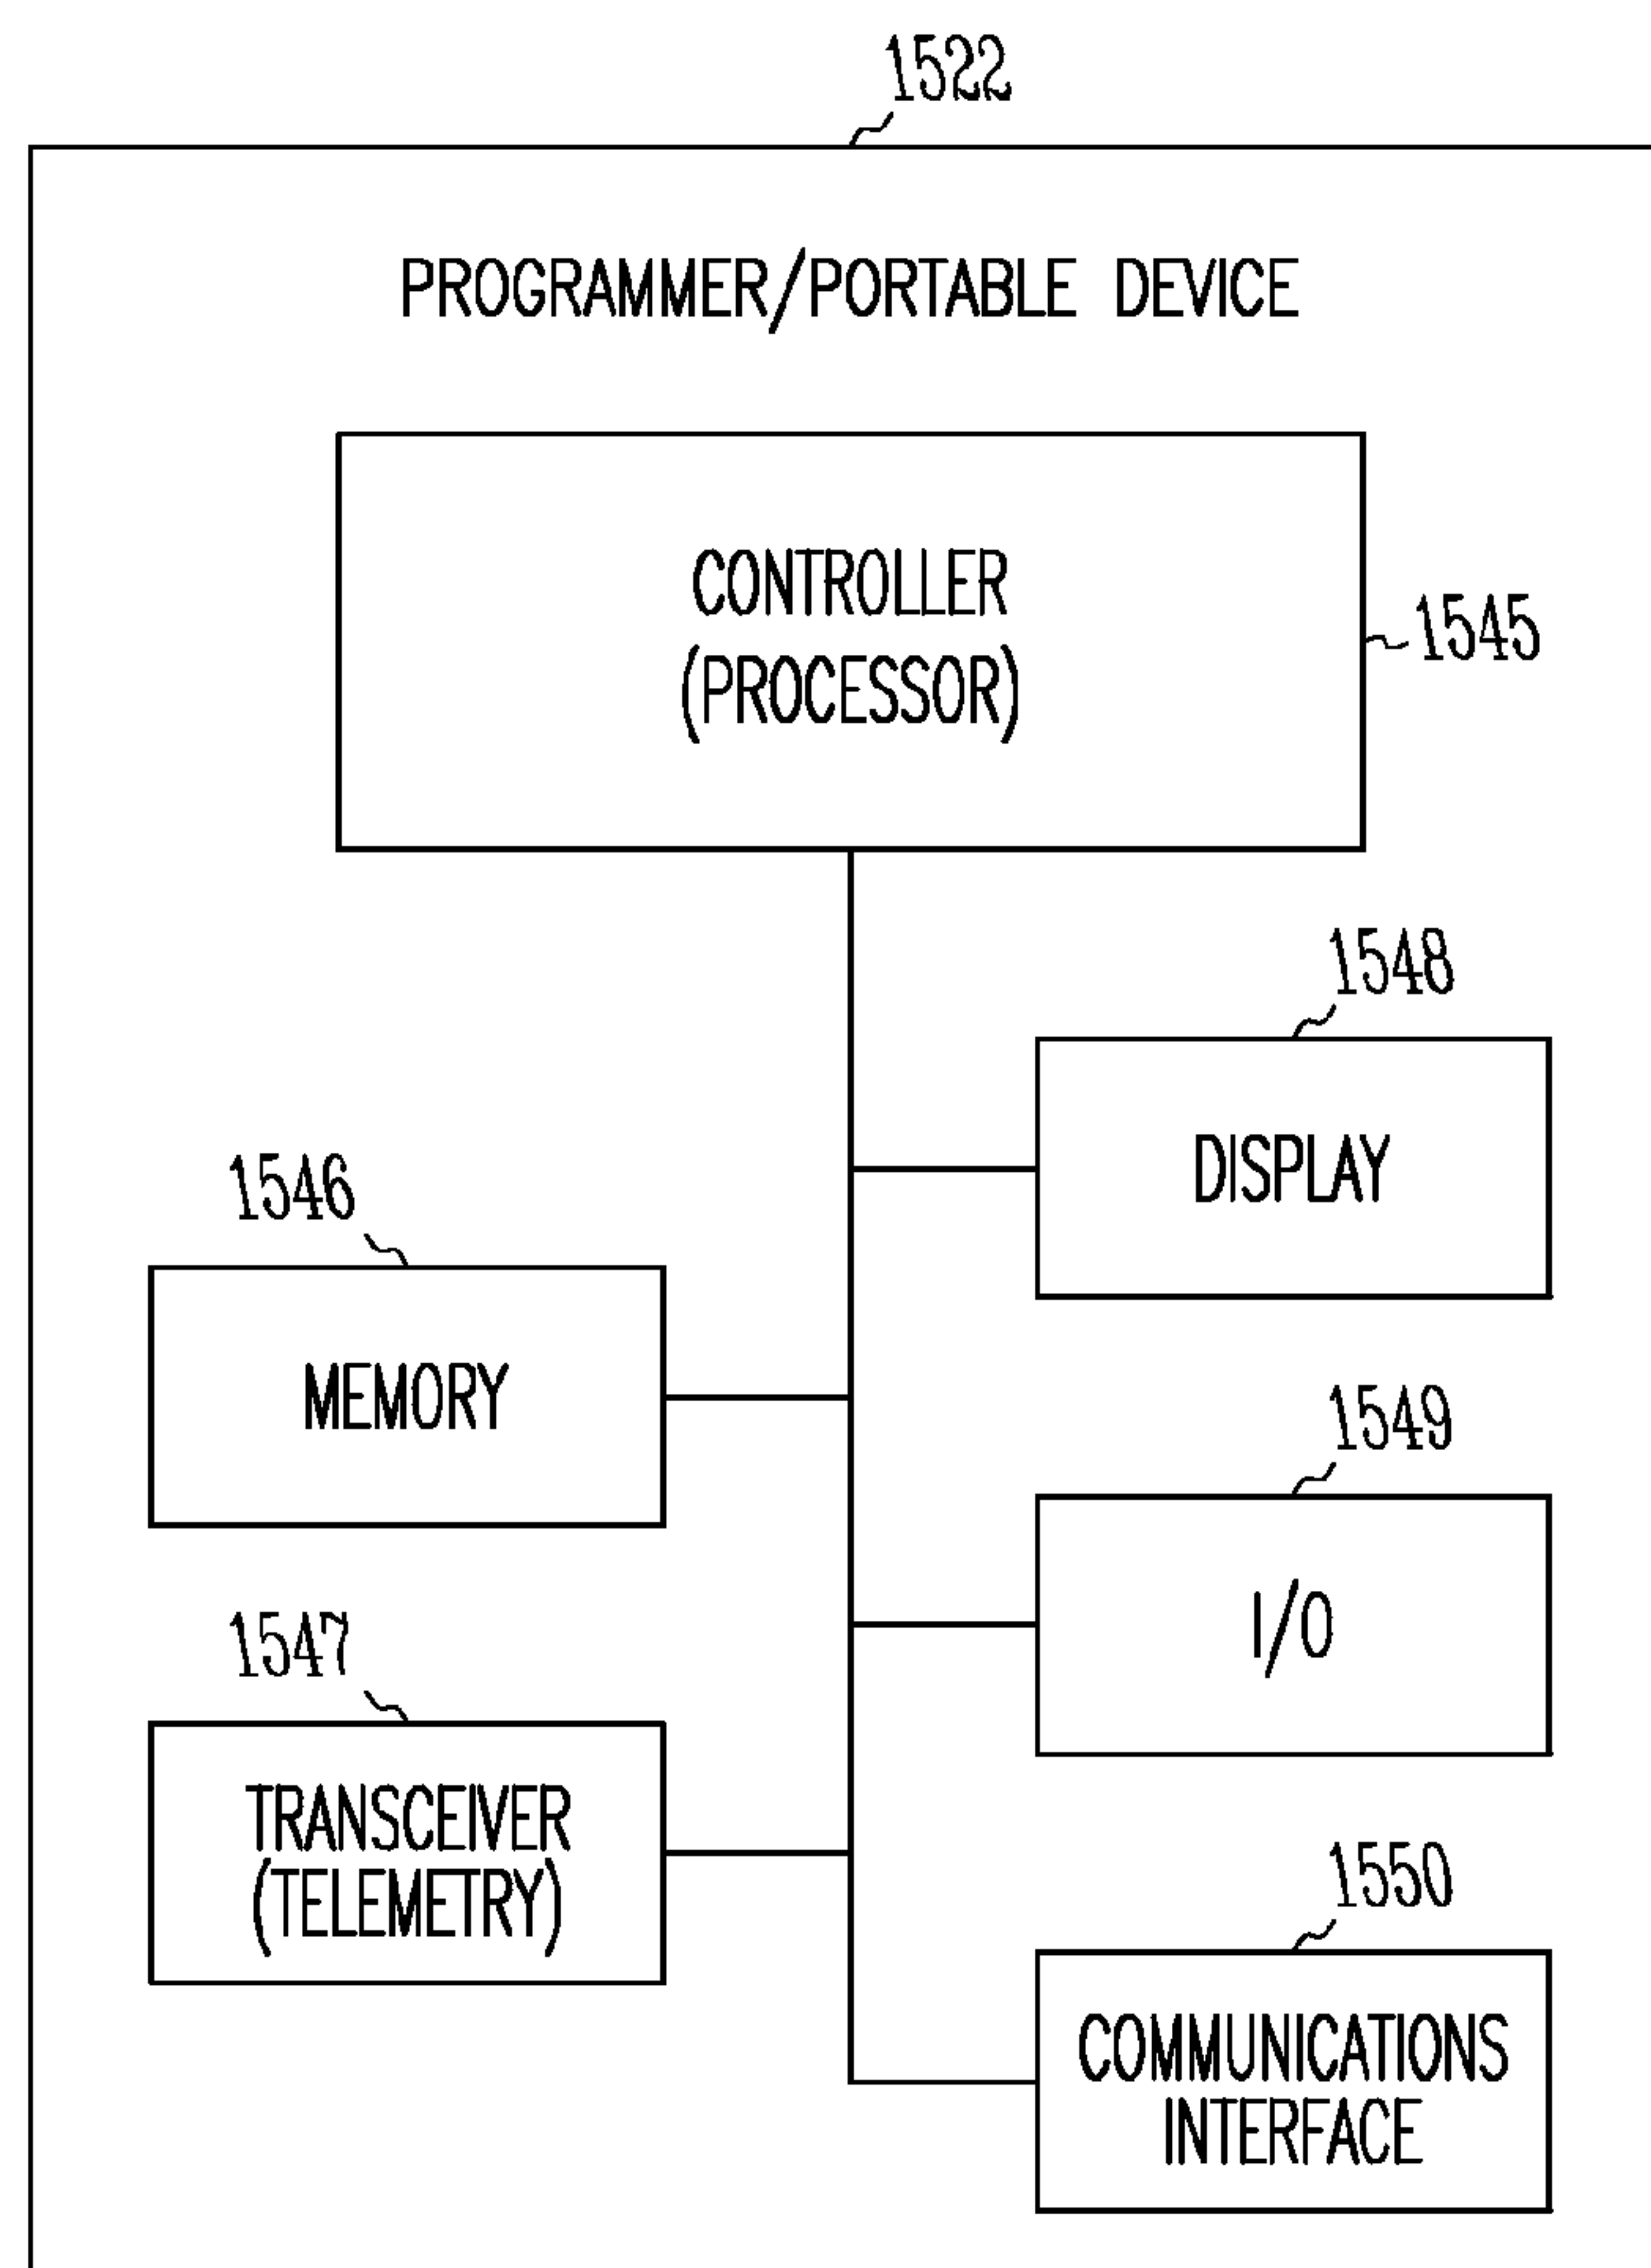 1522
PROGRAMMER/PORTABLE DEVICE
CONTROLLER
(PROCESSOR)
1545
1548
DISPLAY
1546
MEMORY
1549
I/O
1547
TRANSCEIVER
(TELEMETRY)
1550
COMMUNICATIONS
INTERFACE